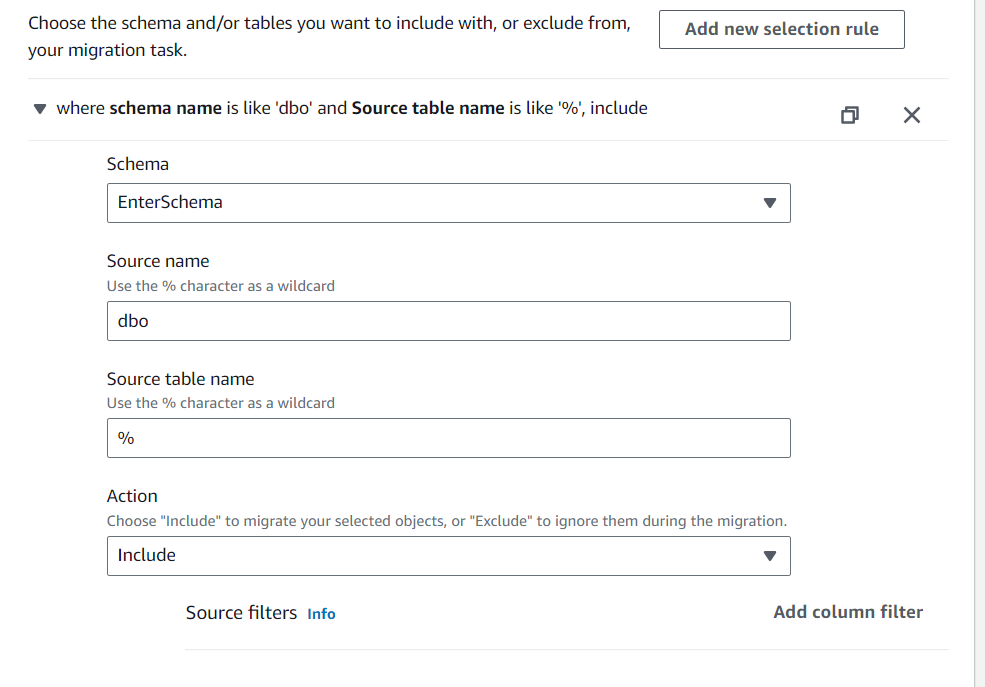 Choose the schema and/or tables you want to include with, or exclude from,
your migration task.
Add new selection rule
where schema name is like 'dbo' and Source table name is like '%', include
Schema
EnterSchema
Source name
Use the % character as a wildcard
dbo
Source table name
Use the % character as a wildcard
%
Action
Choose "Include" to migrate your selected objects, or "Exclude" to ignore them during the migration.
Include
Source filters Info
Add column filter